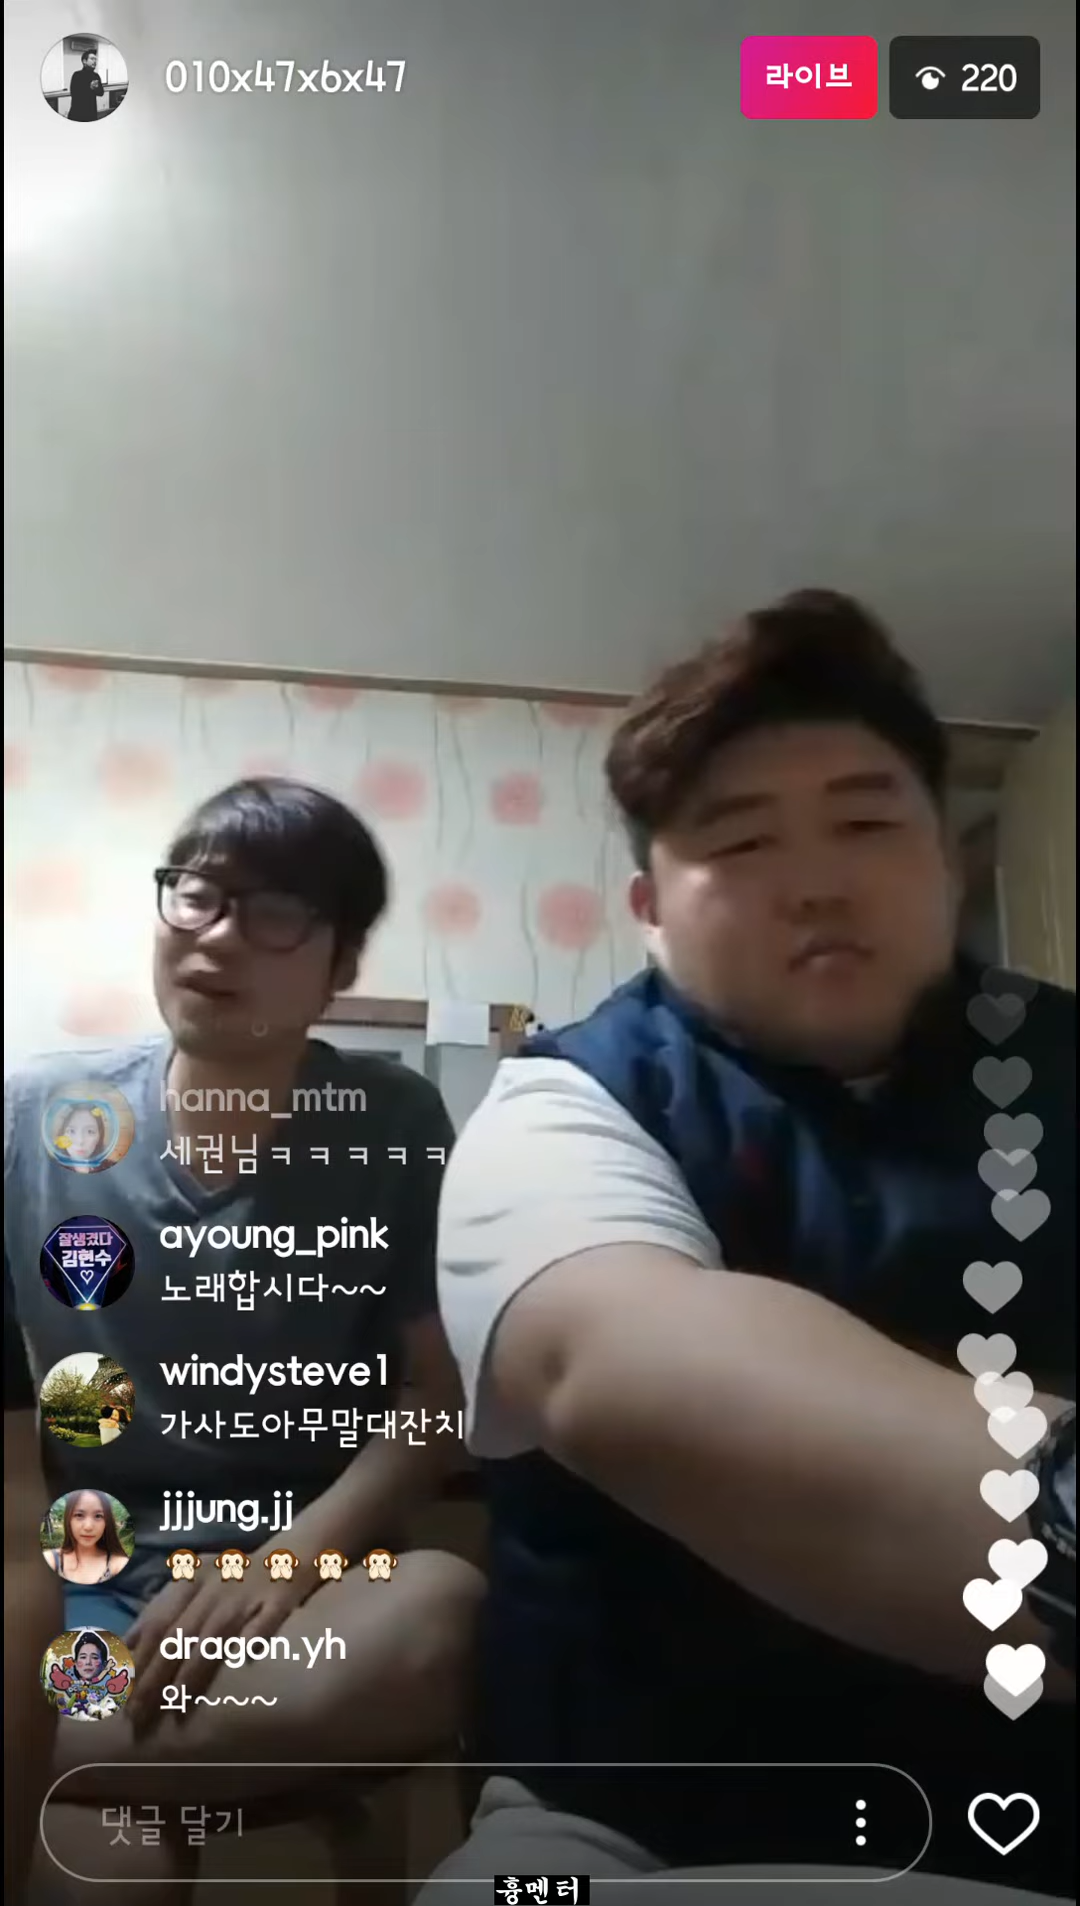 010x47x6x47
라이브
220
hanna_mtm
세권님ㅋㅋㅋㅋㅋ
잘생겼다
김현수
ayoung_pink
노래합시다~~
windysteve1
가사도아무말대잔치
jjjung.jj
dragon.yh
와~~~
댓글 달기
흥멘터